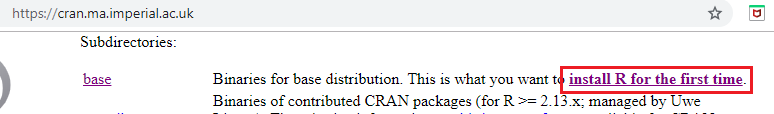 https://cran.ma.imperial.ac.uk
Subdirectories:
base Binaries for base distribution. This is what you want to install R for the first time.
Binaries of contributed CRAN packages (for R >= 2.13.x; managed by Uwe